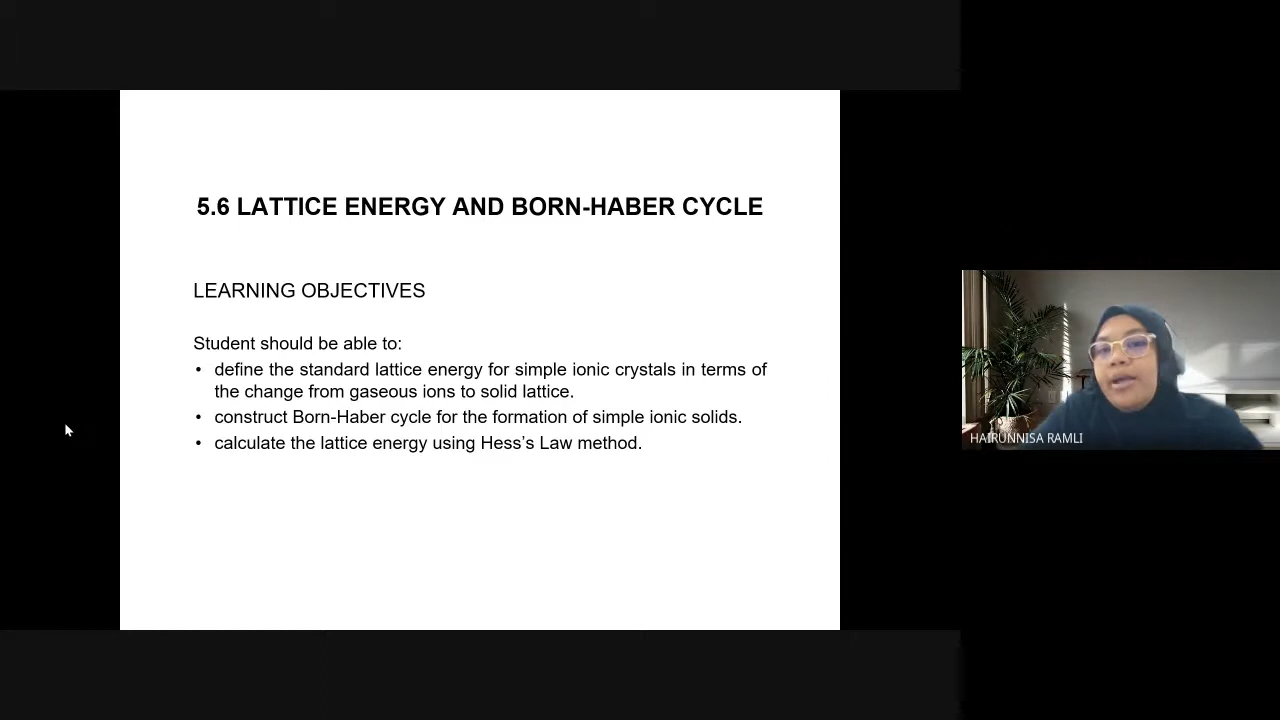 5.6 LATTICE ENERGY AND BORN-HABER CYCLE
LEARNING OBJECTIVES
Student should be able to:
• define the standard lattice energy for simple ionic crystals in terms of
the change from gaseous ions to solid lattice.
• construct Born-Haber cycle for the formation of simple ionic solids.
• calculate the lattice energy using Hess’s Law method.
HAIRUNNISA RAMLI